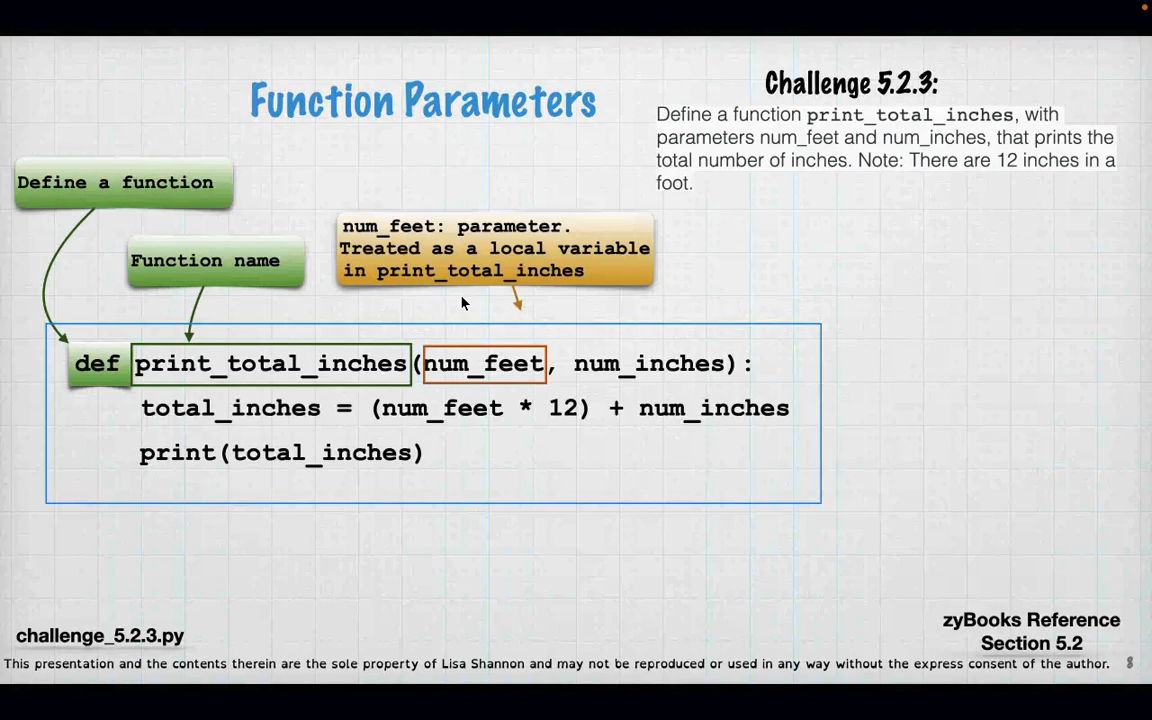 Function Parameters
Challenge 5.2.3:
Define a function print_total_inches, with
parameters num_feet and num_inches, that prints the
total number of inches. Note: There are 12 inches in a
foot.
Define a function
Function name
num_feet: parameter.
Treated as a local variable
in print_total_inches
def print_total_inches(num_feet, num_inches):
total_inches = (num_feet * 12) + num_inches
print(total_inches)
challenge_5.2.3.py
zyBooks Reference
Section 5.2
This presentation and the contents therein are the sole property of Lisa Shannon and may not be reproduced or used in any way without the express consent of the author.
8